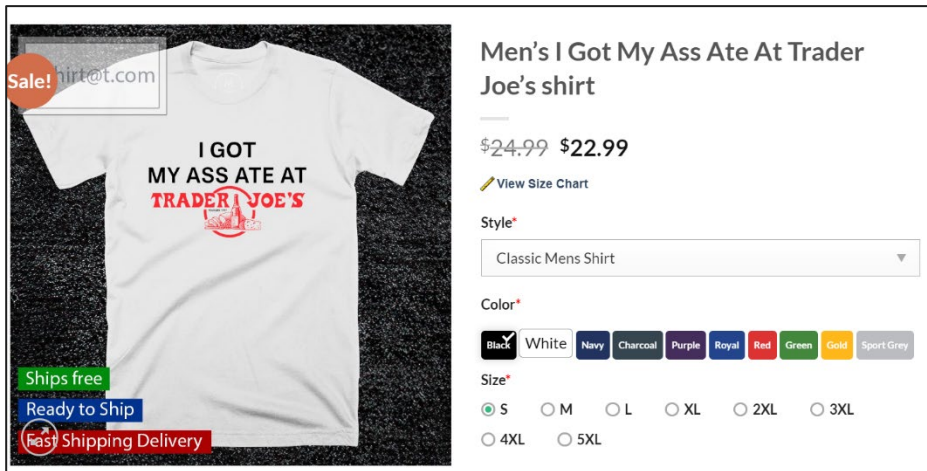 Sale!
hirt@t.com
I GOT
MY ASS ATE AT
TRADER JOE'S
Ships free
Ready to Ship
Fast Shipping Delivery
Men's I Got My Ass Ate At Trader
Joe's shirt
$24.99 $22.99
View Size Chart
Style*
Classic Mens Shirt
Color*
Black White Navy Charcoal Purple Royal Red Green Gold Sport Grey
Size*
S M L XL 2XL 3XL
4XL 5XL